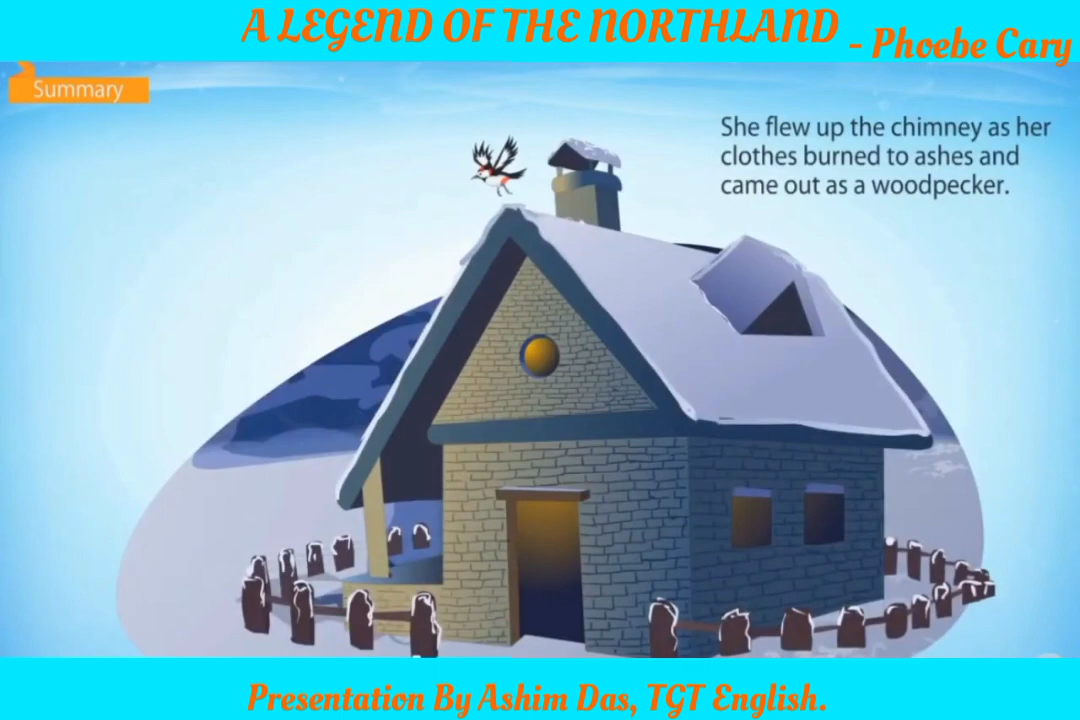 A LEGEND OF THE NORTHLAND - Phoebe Cary
Summary
She flew up the chimney as her
clothes burned to ashes and
came out as a woodpecker.
Presentation By Ashim Das, TGT English.